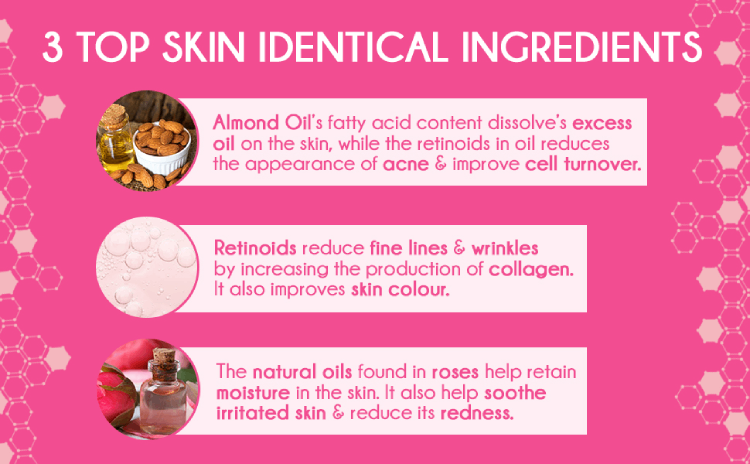 3 TOP SKIN IDENTICAL INGREDIENTS
Almond Oil's fatty acid content dissolve's excess
oil on the skin, while the retinoids in oil reduces
the appearance of acne & improve cell turnover.
Retinoids reduce fine lines & wrinkles
by increasing the production of collagen.
It also improves skin colour.
The natural oils found in roses help retain
moisture in the skin. It also help soothe
irritated skin & reduce its redness.